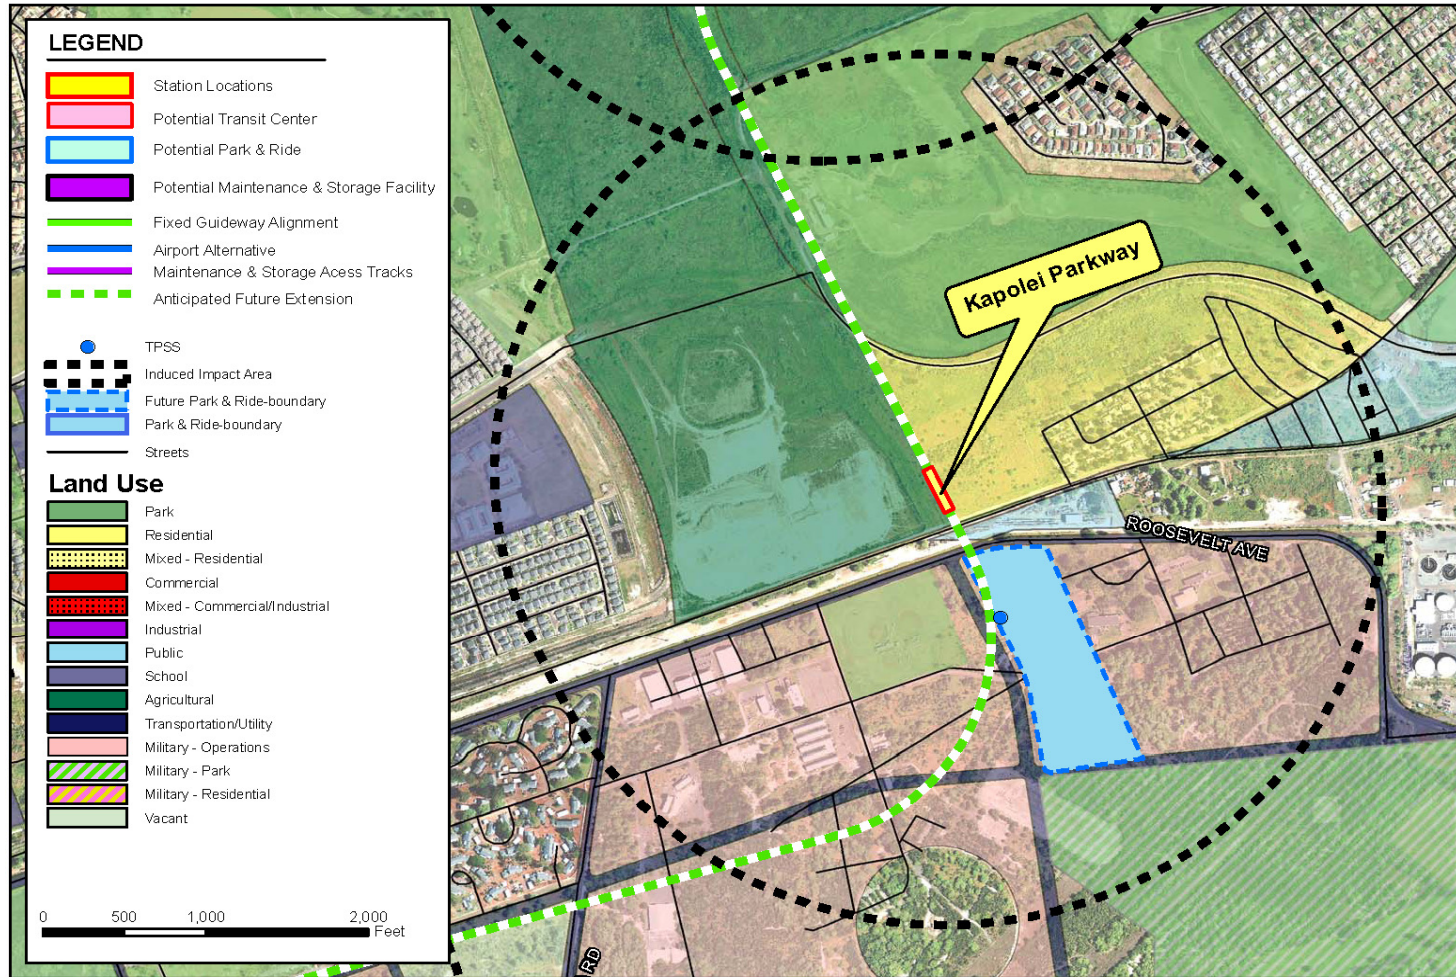 LEGEND
Station Locations
Potential Transit Center
Potential Park & Ride
Potential Maintenance & Storage Facility
Fixed Guideway Alignment
Airport Alternative
Maintenance & Storage Acess Tracks
Anticipated Future Extension
TPSS
Induced Impact Area
Future Park & Ride-boundary
Park & Ride-boundary
Streets
Land Use
Park
Residential
Mixed - Residential
Commercial
Mixed - Commercial/Industrial
Industrial
Public
School
Agricultural
Transportation/Utility
Military - Operations
Military - Park
Military - Residential
Vacant
0 500 1,000 2,000
Feet
Kapolei Parkway
ROOSEVELT AVE
RD